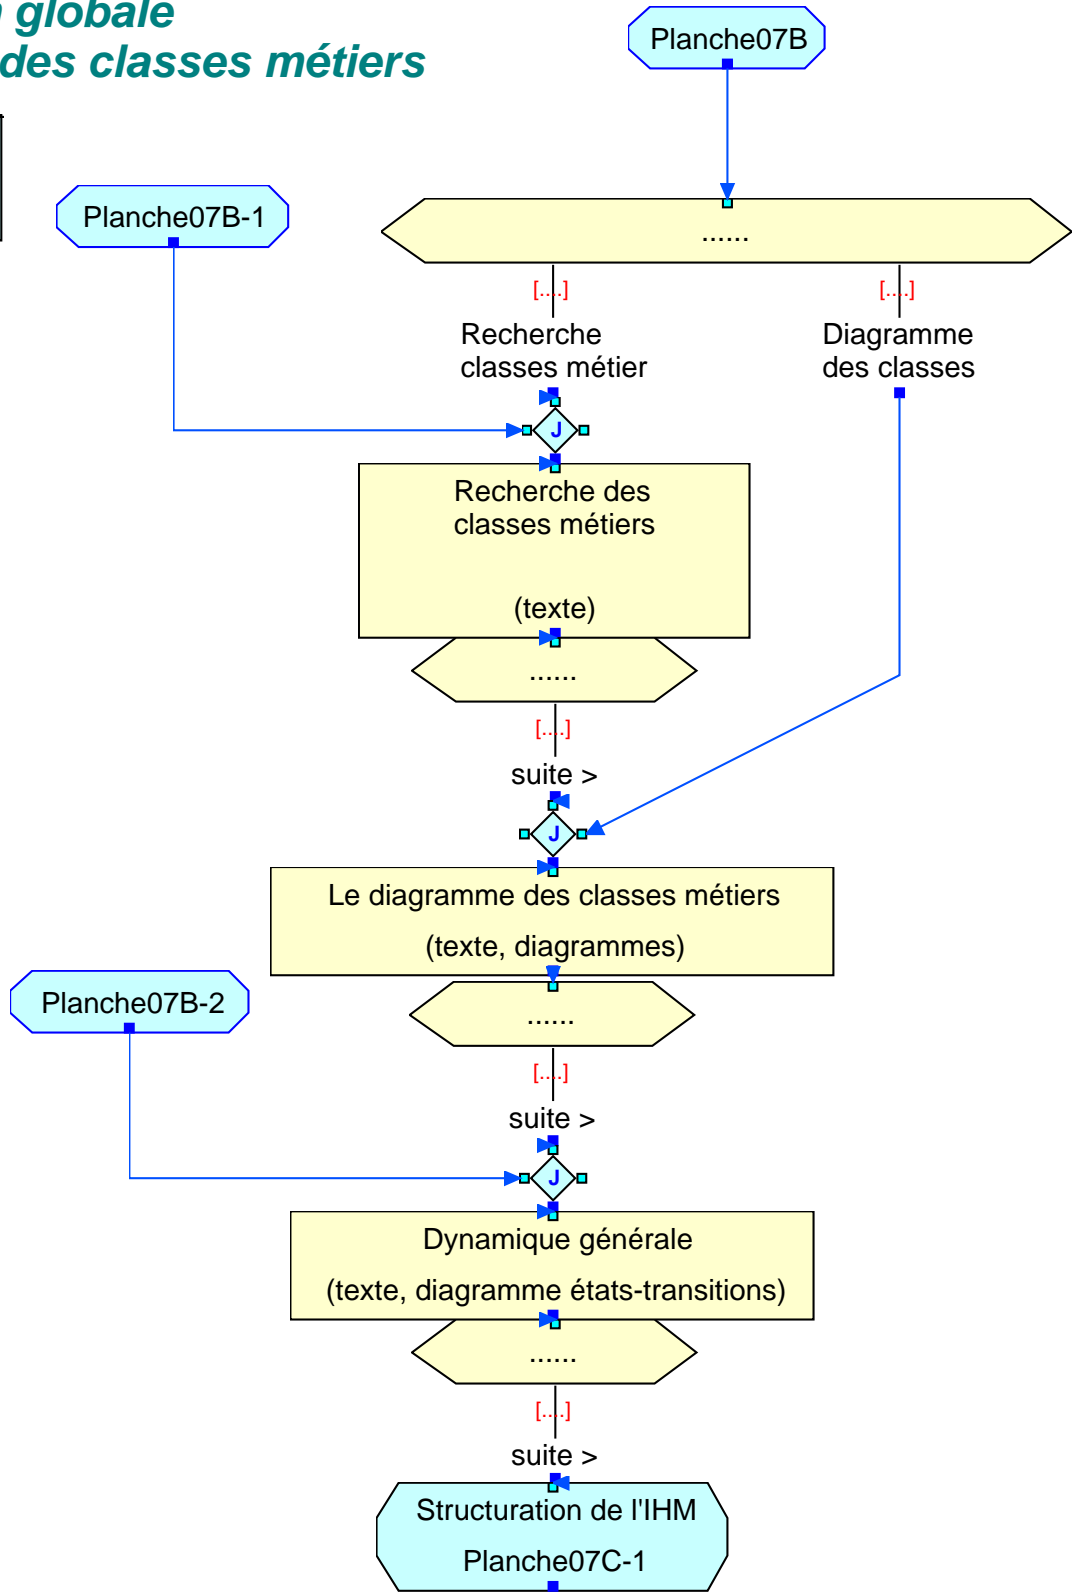 globale
des classes métiers
Planche07B
Planche07B-1
......
[....]
[....]
Recherche
classes métier
Diagramme
des classes
J
Recherche des
classes métiers
(texte)
......
[....]
suite >
J
Le diagramme des classes métiers
(texte, diagrammes)
Planche07B-2
......
[....]
suite >
J
Dynamique générale
(texte, diagramme états-transitions)
......
[....]
suite >
Structuration de l'IHM
Planche07C-1